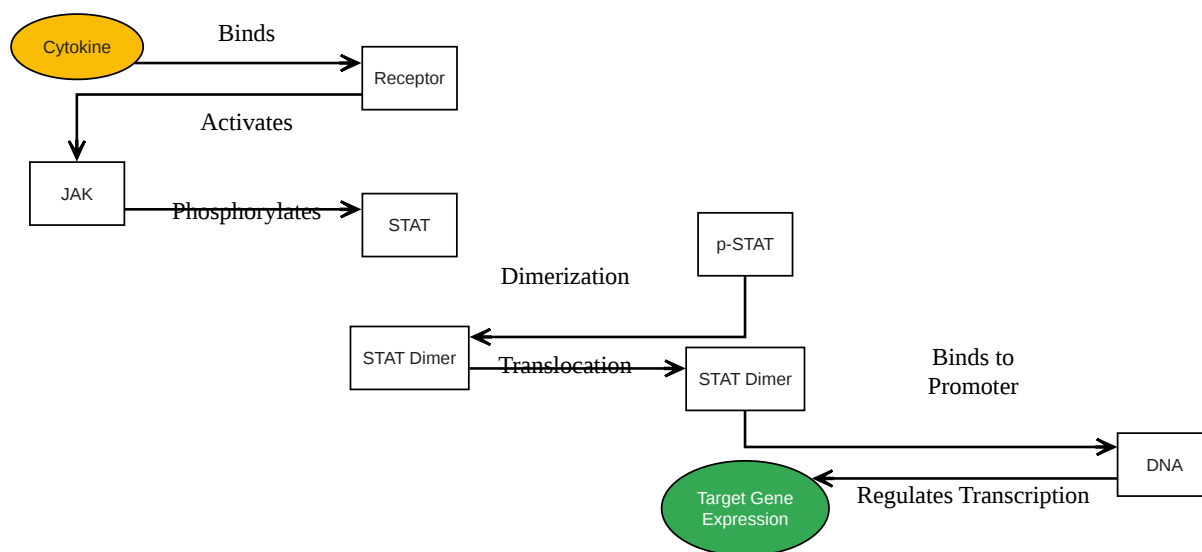 Cytokine
Binds
Receptor
Activates
JAK
Phosphorylates
STAT
p-STAT
Dimerization
STAT Dimer
Translocation
STAT Dimer
Binds to
Promoter
DNA
Regulates Transcription
Target Gene
Expression